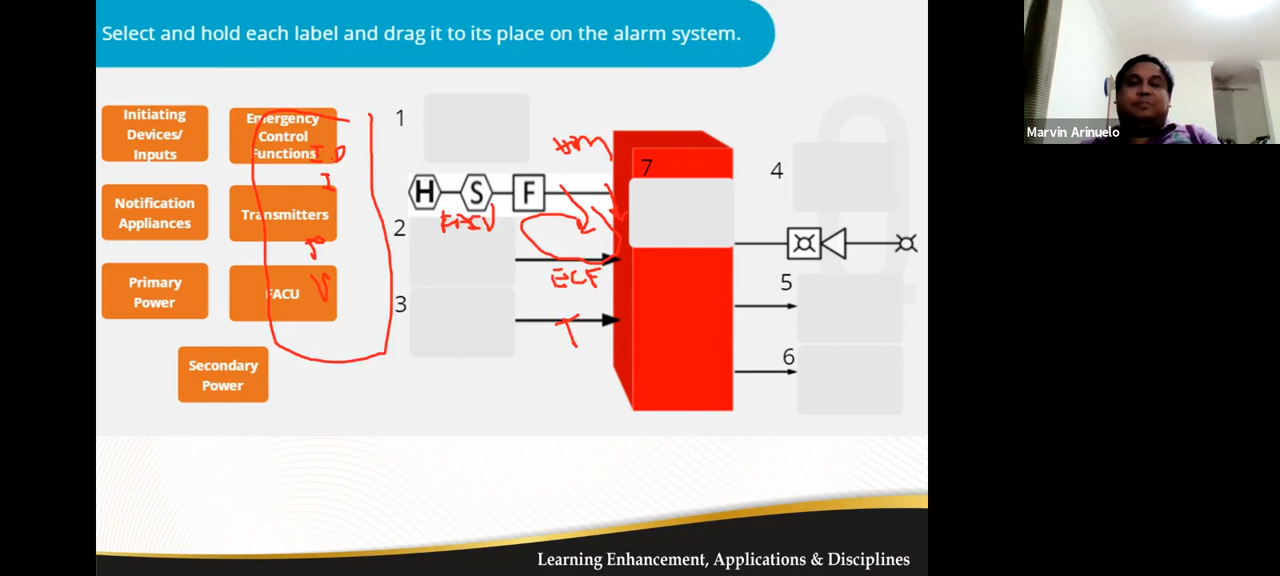 Select and hold each label and drag it to its place on the alarm system.
Initiating
Devices/
Inputs
Emergency
Control
Functions
Notification
Appliances
Transmitters
Primary
Power
FACU
Secondary
Power
1
H S F
2
3
ECF
T
7
4
5
6
Marvin Arinuelo
Learning Enhancement, Applications & Disciplines